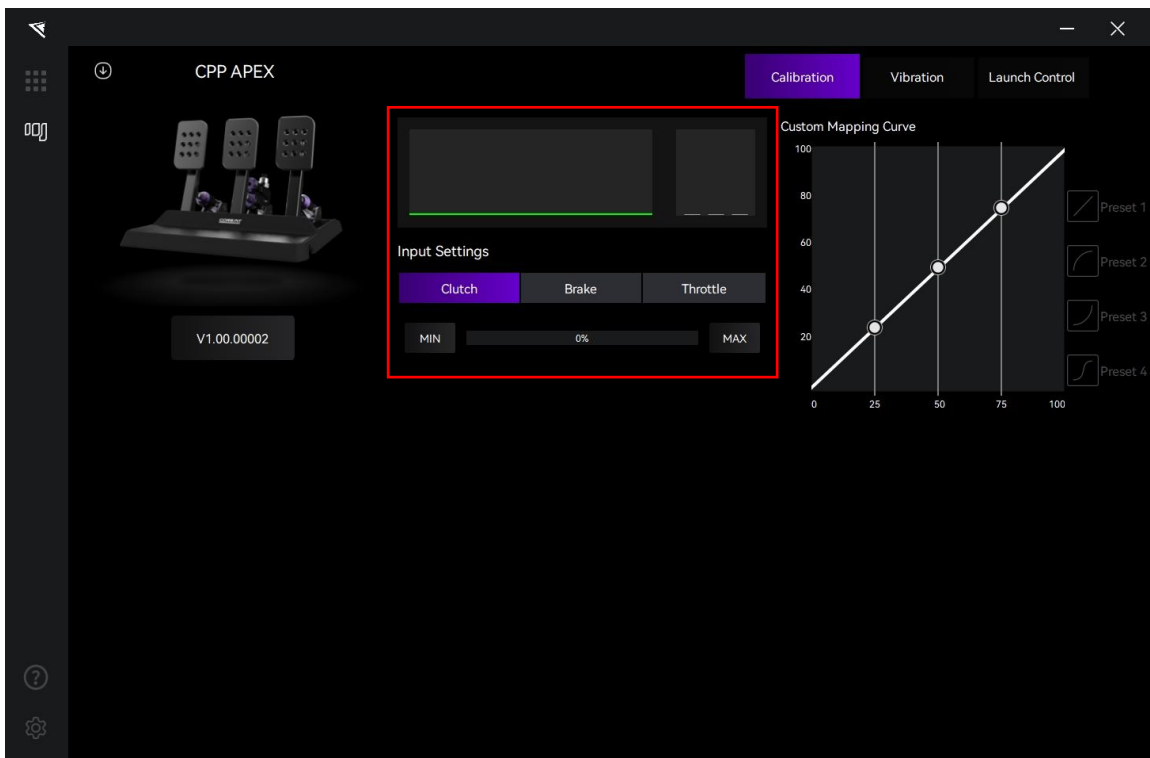 CPP APEX
Calibration
Vibration
Launch Control
Custom Mapping Curve
100
80
60
40
20
0
25
50
75
100
Preset 1
Preset 2
Preset 3
Preset 4
Input Settings
Clutch
Brake
Throttle
MIN
0%
MAX
V1.00.00002